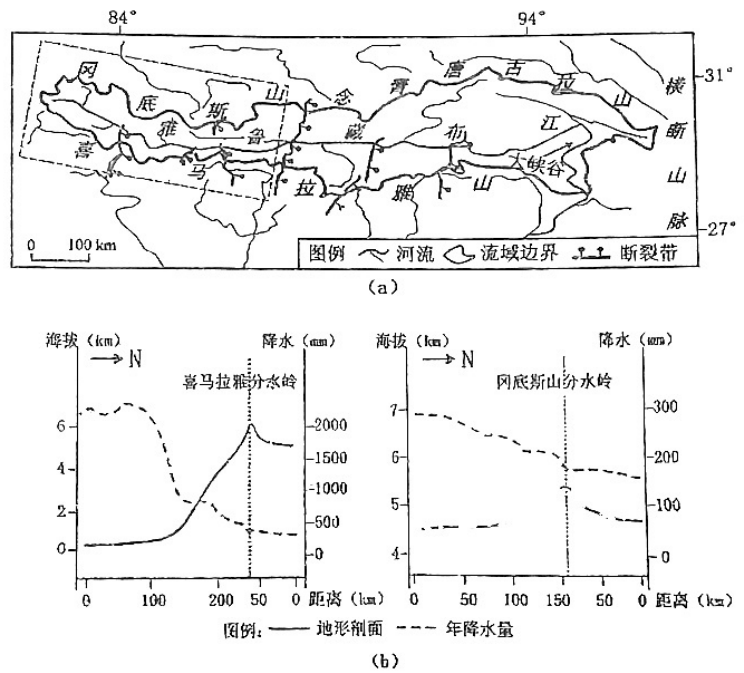 84° 94°
31°
冈 底 斯 山 念 青 唐 古 拉 山 横
雅 鲁 藏 布 江 断
喜 马 拉 雅 山 大峡谷 山
脉
27°
0 100 km
图例 河流 流域边界 断裂带
(a)
海拔(km) 降水(mm) 海拔(km) 降水(mm)
N N
喜马拉雅分水岭 冈底斯山分水岭
6 4 2 0
2000 1500 1000 500 0
7 6 5 4
300 200 100 0
0 100 200 50 0 距离(km) 0 50 100 150 50 0 距离(km)
图例: 地形剖面 年降水量
(b)